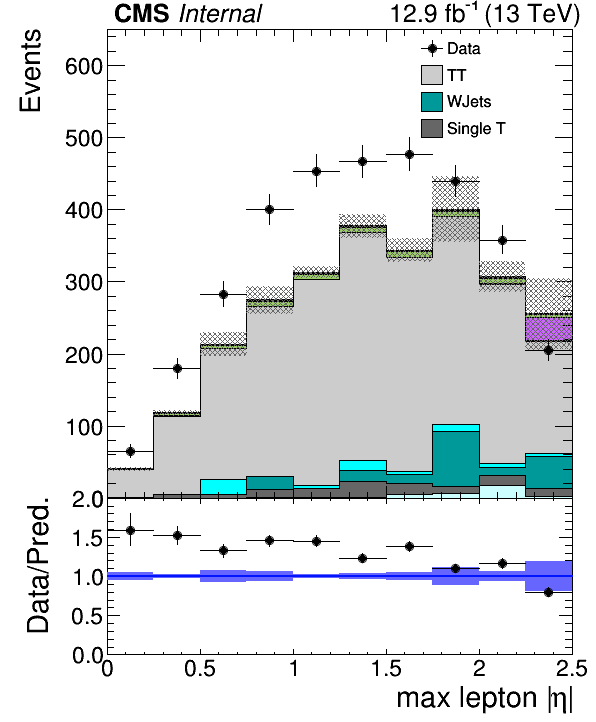 CMS Internal 12.9 fb⁻¹ (13 TeV)
Events
600
500
400
300
200
100
Data
TT
WJets
Single T
Data/Pred.
2.0
1.5
1.0
0.5
0.0
0 0.5 1 1.5 2 2.5
max lepton |η|